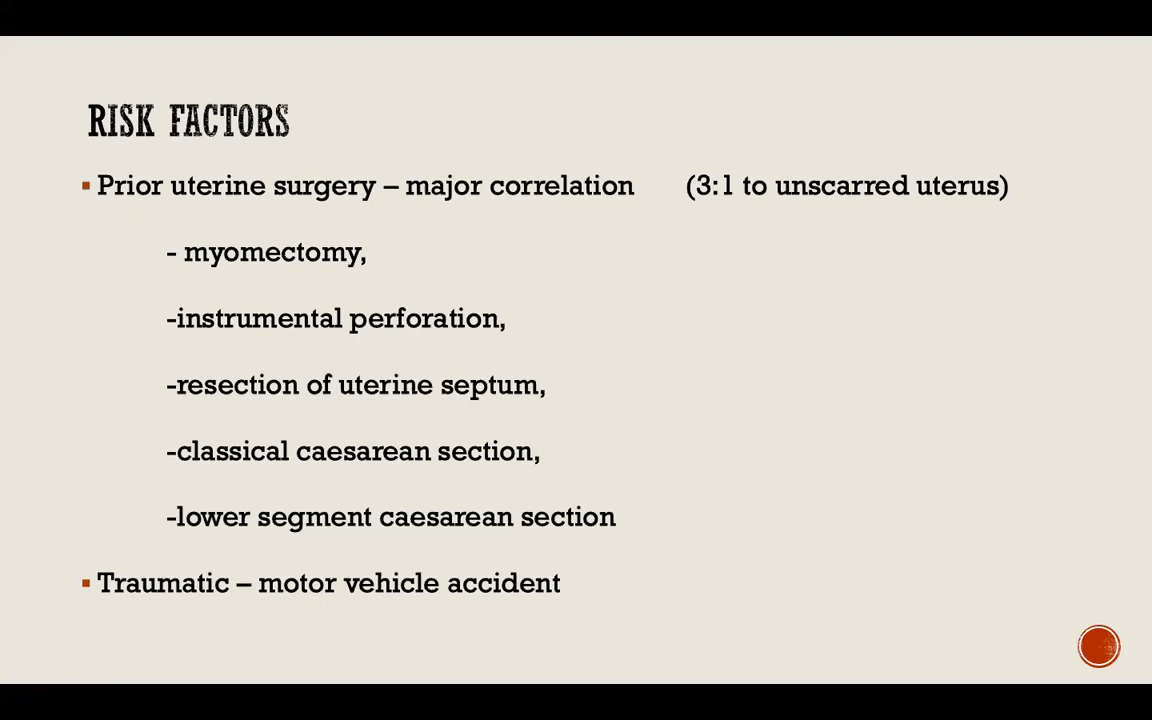 RISK FACTORS
▪ Prior uterine surgery – major correlation (3:1 to unscarred uterus)
- myomectomy,
-instrumental perforation,
-resection of uterine septum,
-classical caesarean section,
-lower segment caesarean section
▪ Traumatic – motor vehicle accident